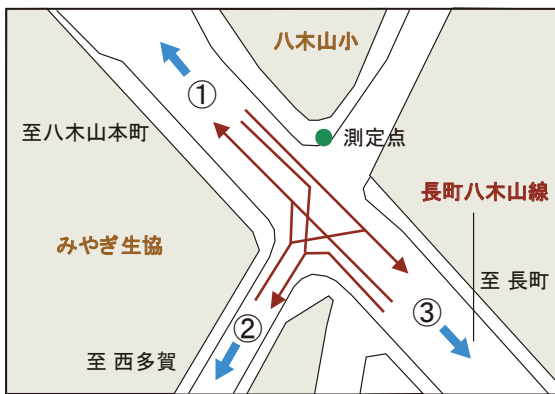 八木山小
①
至八木山本町
測定点
長町八木山線
みやぎ生協
至 長町
③
②
至 西多賀